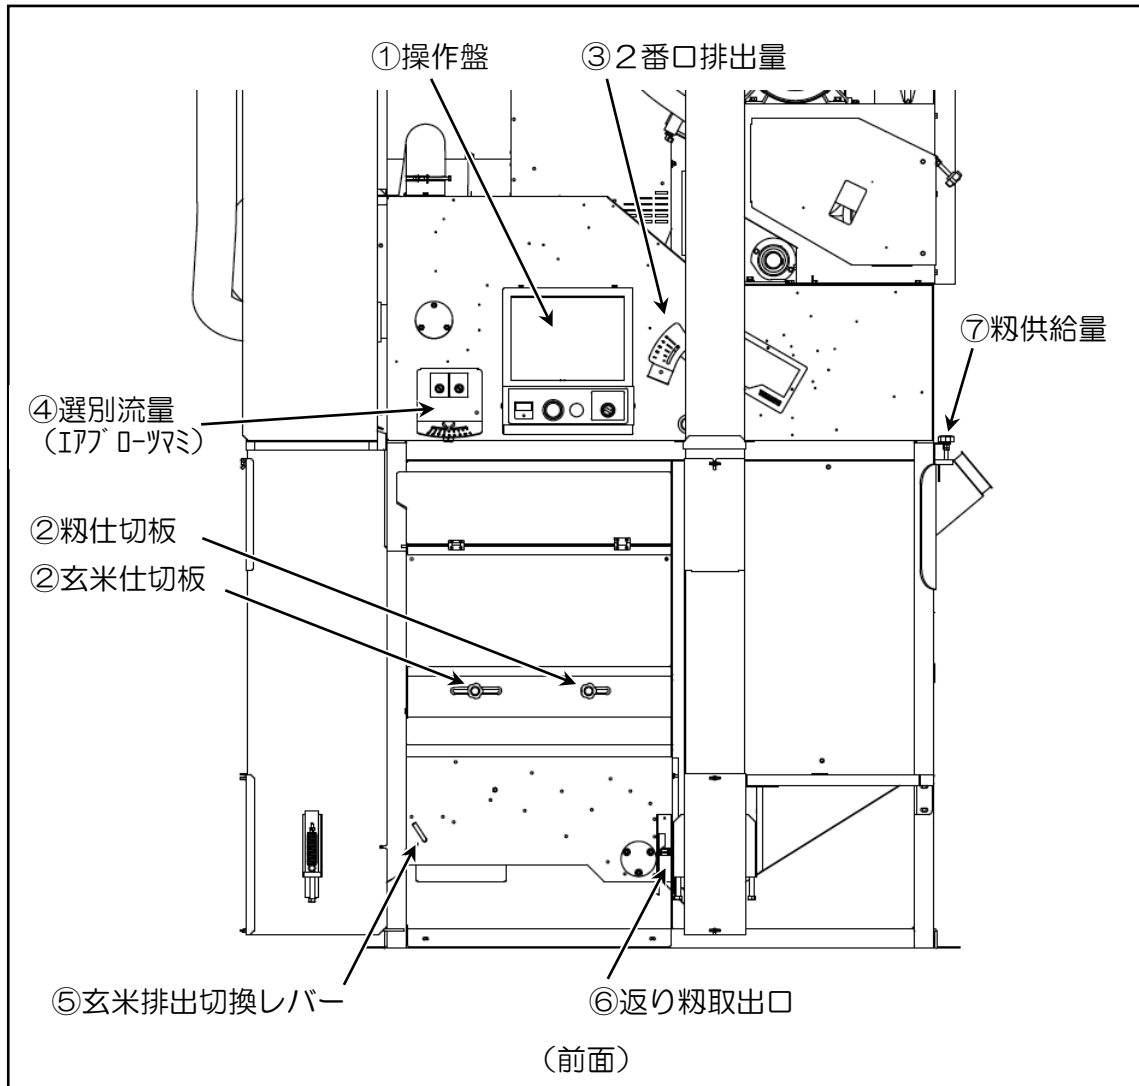 ①操作盤
③２番口排出量
⑦籾供給量
④選別流量
（ｴｱﾌﾞﾛｰﾂﾏﾐ）
②籾仕切板
②玄米仕切板
⑤玄米排出切換レバー
⑥返り籾取出口
（前面）